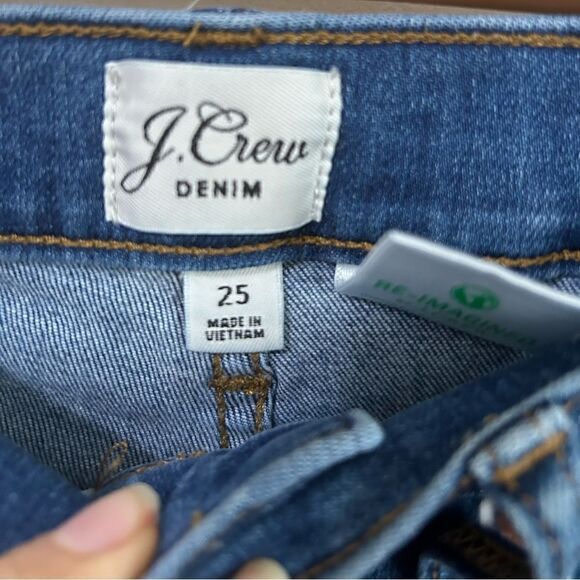 J.Crew
DENIM
25
MADE IN
VIETNAM
RE-IMAGINED